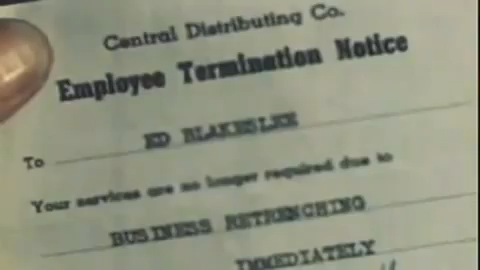 Central Distributing Co.
Employee Termination Notice
To ED BLAKESLEE
Your services are no longer required due to
BUSINESS RETRENCHING
IMMEDIATELY